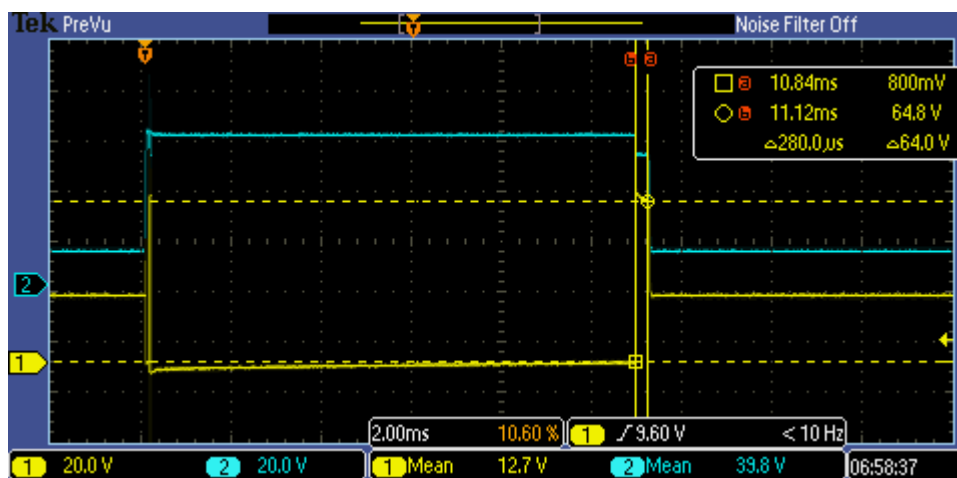 Tek PreVu Noise Filter Off
b a
a 10.84ms 800mV
b 11.12ms 64.8 V
△280.0µs △64.0 V
2
1
2.00ms 10.60 % 1 ∫ 9.60 V < 10 Hz
1 20.0 V 2 20.0 V 1 Mean 12.7 V 2 Mean 39.8 V 06:58:37